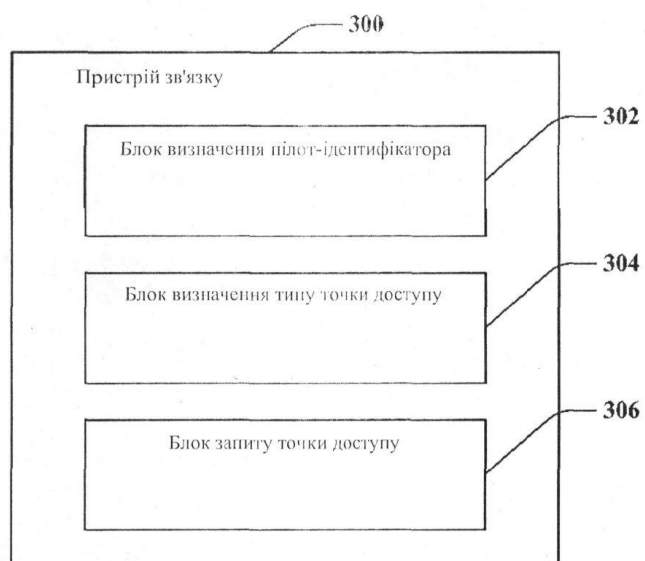 300
Пристрій зв'язку
302
Блок визначення пілот-ідентифікатора
304
Блок визначення типу точки доступу
306
Блок запиту точки доступу